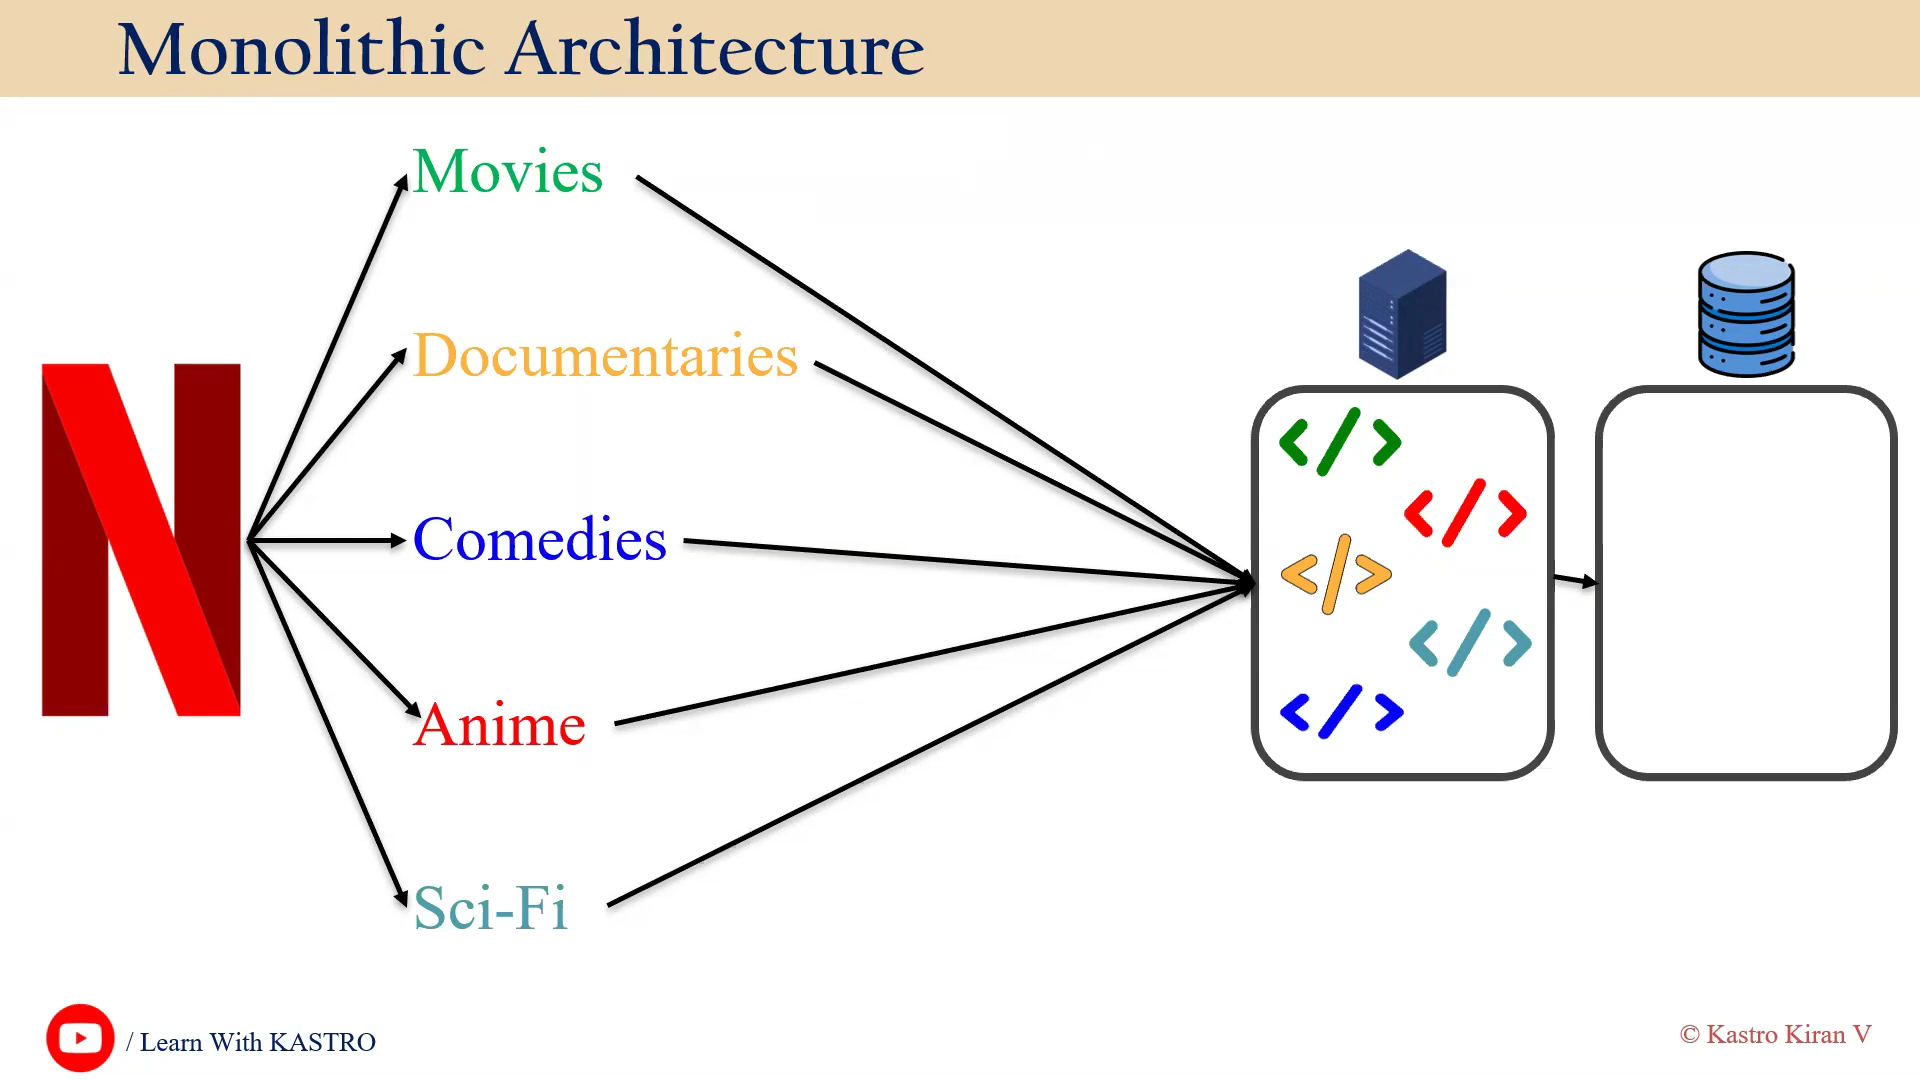 Monolithic Architecture
Movies
Documentaries
Comedies
Anime
Sci-Fi
/ Learn With KASTRO
© Kastro Kiran V